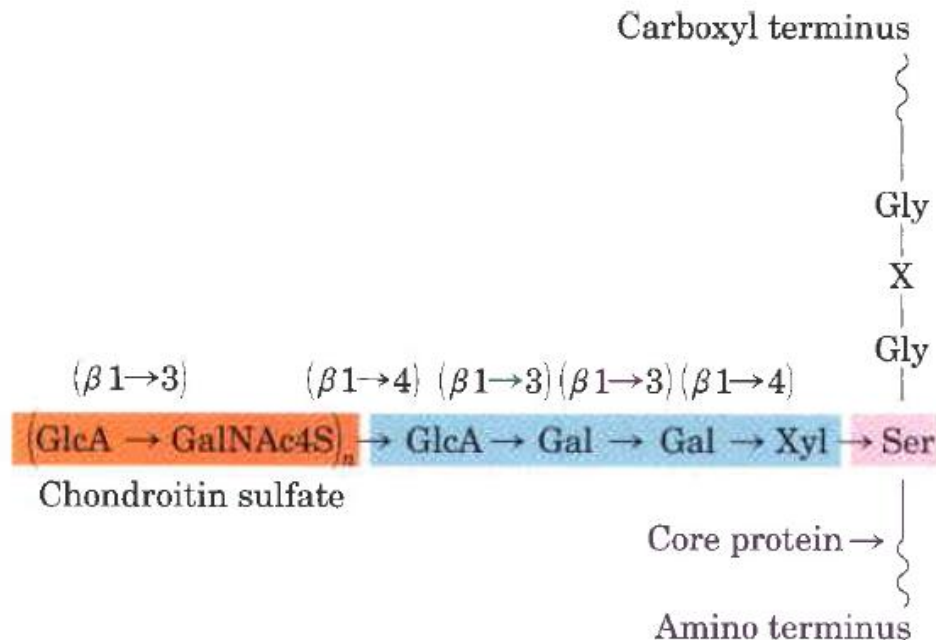 Carboxyl terminus
Gly
X
Gly
(β1→3) (β1→4) (β1→3) (β1→3) (β1→4)
(GlcA → GalNAc4S)n → GlcA → Gal → Gal → Xyl → Ser
Chondroitin sulfate
Core protein →
Amino terminus